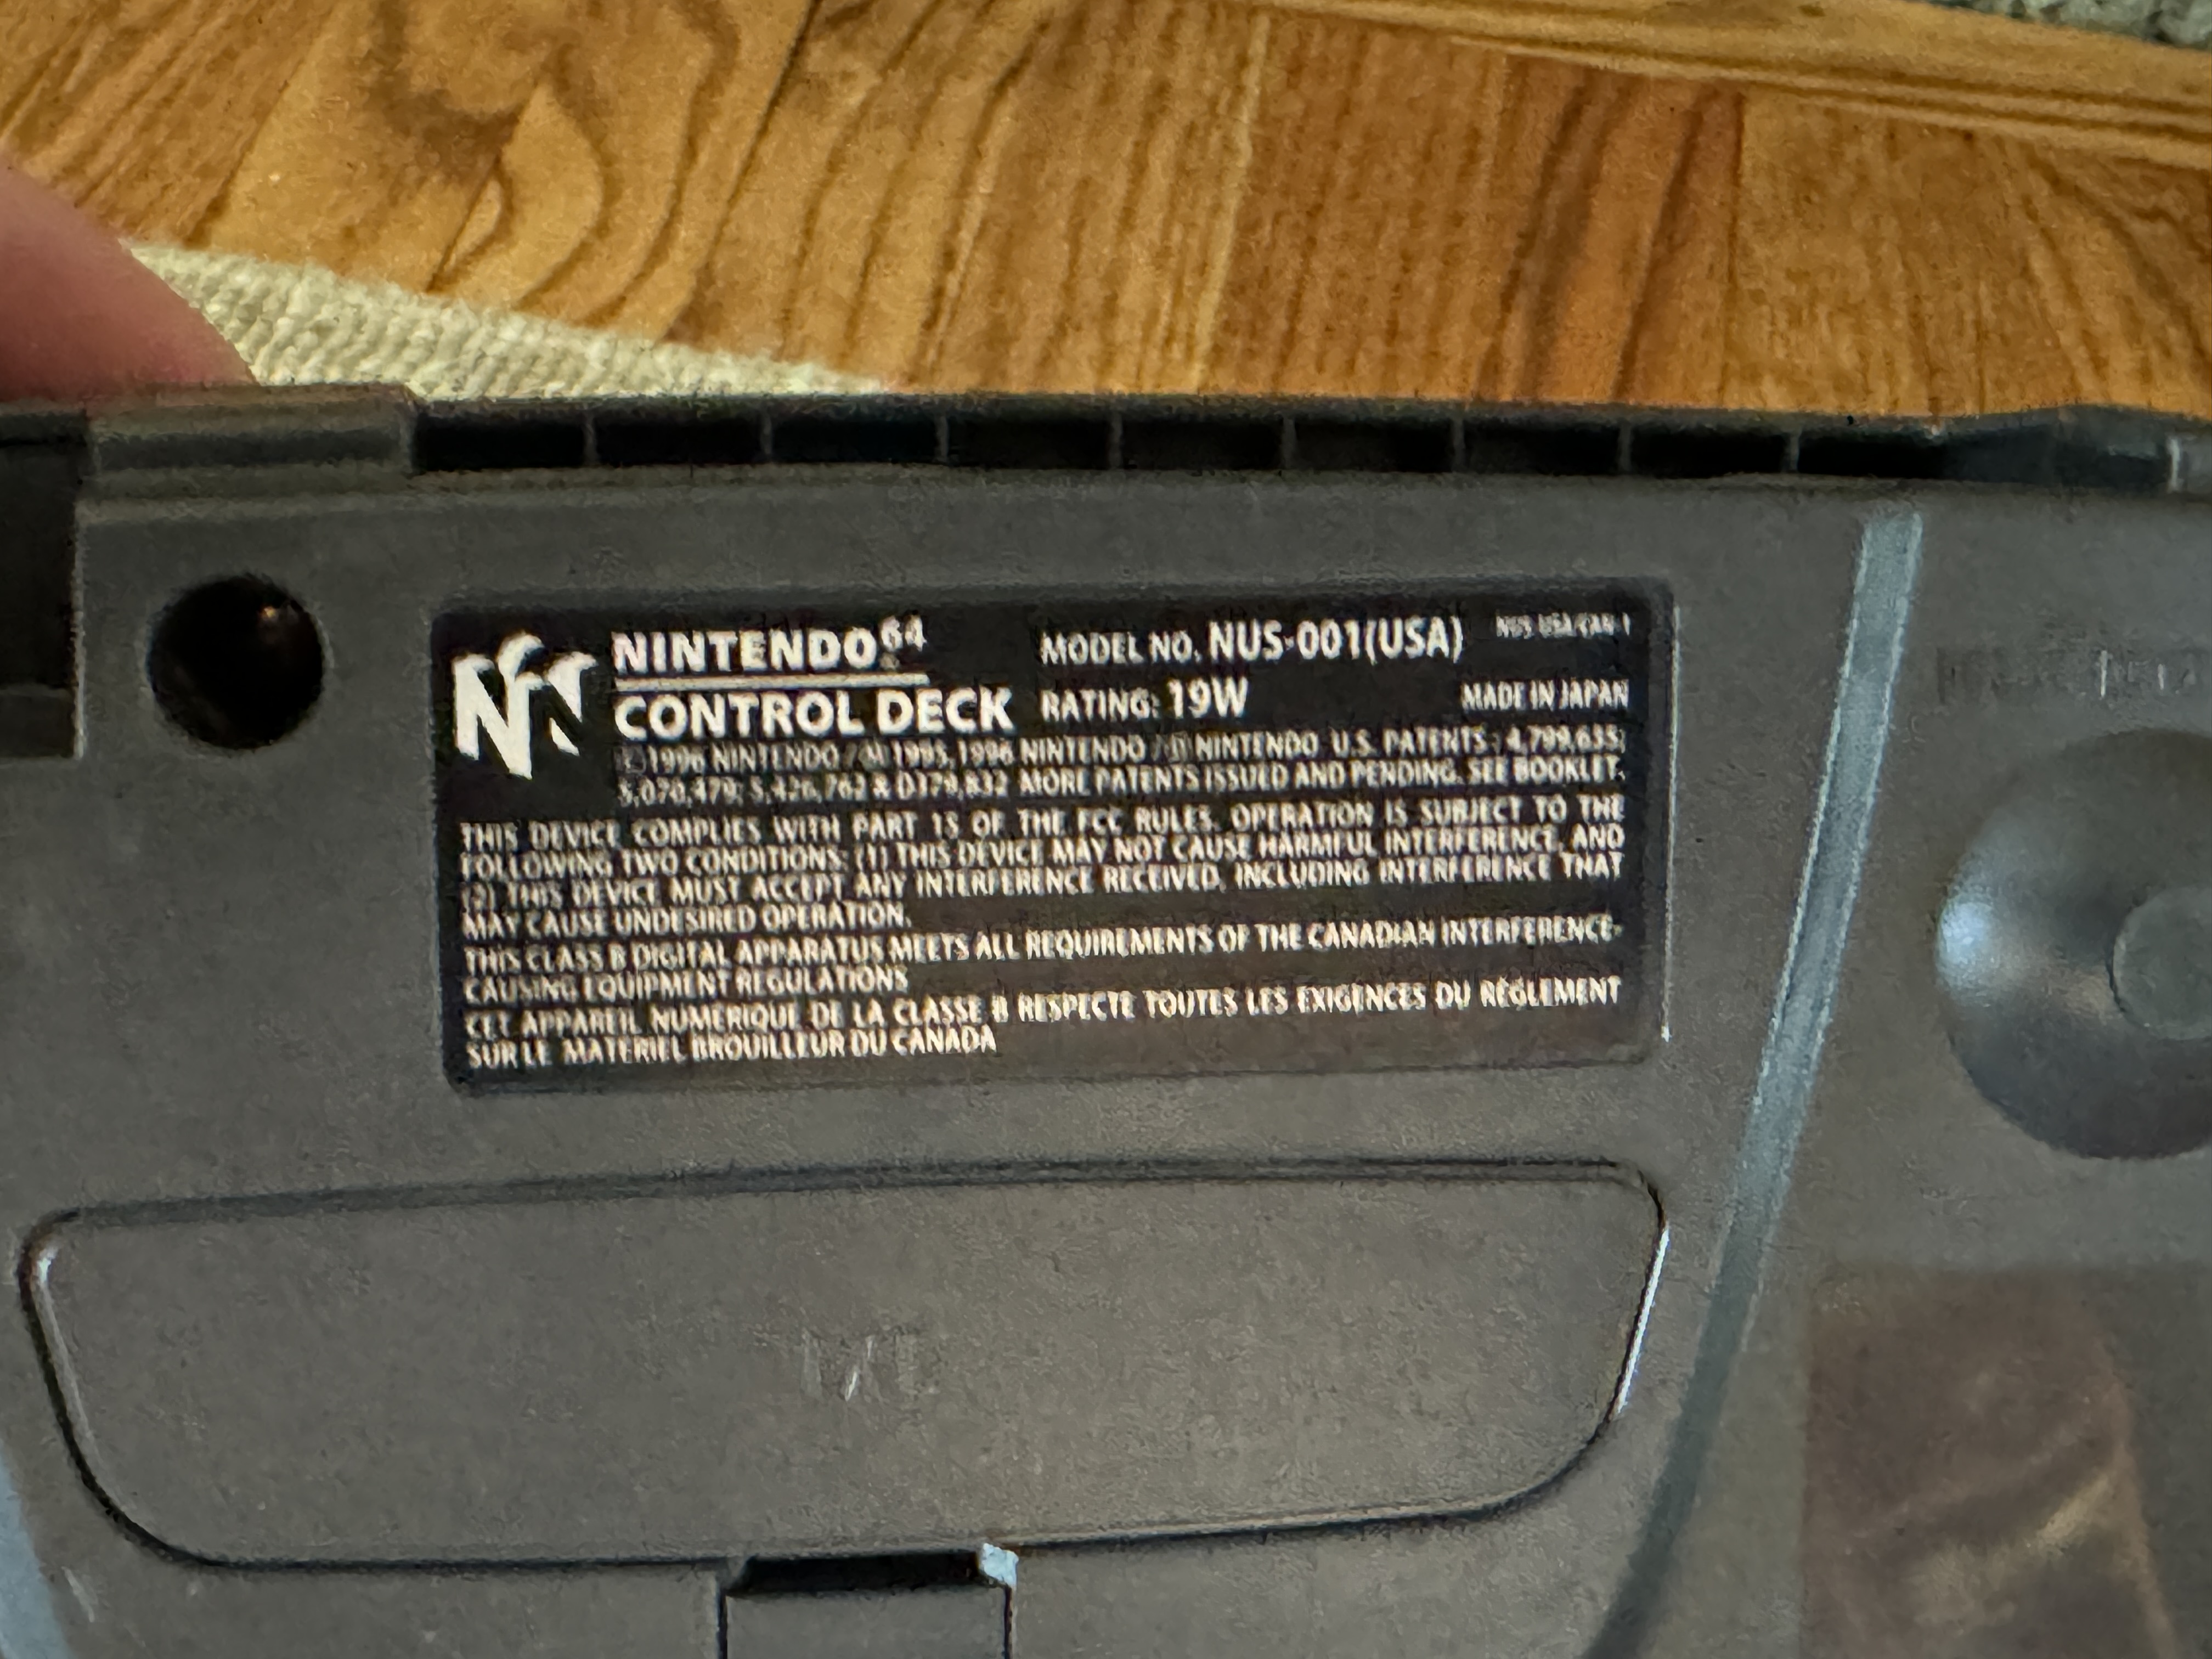 NINTENDO64
CONTROL DECK
MODEL NO. NUS-001(USA)
NUS-USA/CAN-1
RATING: 19W
MADE IN JAPAN
©1996 NINTENDO / Ⓜ 1995,1996 NINTENDO / Ⓓ NINTENDO U.S. PATENTS: 4,799,635;
5,070,479; 5,426,762 & D379,832 MORE PATENTS ISSUED AND PENDING. SEE BOOKLET.
THIS DEVICE COMPLIES WITH PART 15 OF THE FCC RULES. OPERATION IS SUBJECT TO THE
FOLLOWING TWO CONDITIONS: (1) THIS DEVICE MAY NOT CAUSE HARMFUL INTERFERENCE, AND
(2) THIS DEVICE MUST ACCEPT ANY INTERFERENCE RECEIVED, INCLUDING INTERFERENCE THAT
MAY CAUSE UNDESIRED OPERATION.
THIS CLASS B DIGITAL APPARATUS MEETS ALL REQUIREMENTS OF THE CANADIAN INTERFERENCE-
CAUSING EQUIPMENT REGULATIONS
CET APPAREIL NUMERIQUE DE LA CLASSE B RESPECTE TOUTES LES EXIGENCES DU RÉGLEMENT
SUR LE MATERIEL BROUILLEUR DU CANADA